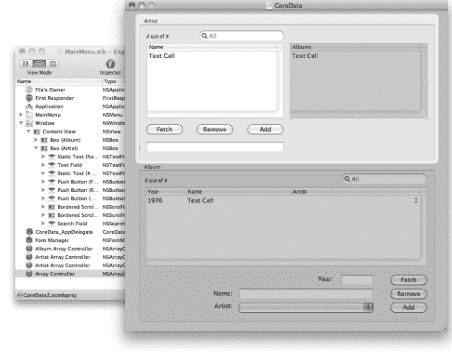 CoreData
Artist
# out of #
All
Name
Text Cell
Albums
Text Cell
Fetch
Remove
Add
Album
# out of #
All
Year
Name
Artist
1976
Text Cell
Year:
Fetch
Name:
Remove
Artist:
Add
MainMenu.xib – Eng
View Mode
Inspector
Name
Type
File's Owner
NSApplic
First Responder
FirstResp
Application
NSApplic
MainMenu
NSMenu
Window
NSWindo
Content View
NSView
Box (Album)
NSBox
Box (Artist)
NSBox
Static Text (Na...
NSTextFi
Text Field
NSTextFi
Static Text (# ...
NSTextFi
Push Button (F...
NSButton
Push Button (R...
NSButton
Push Button (...
NSButton
Bordered Scrol...
NSScrollV
Bordered Scrol...
NSScrollV
Search Field
NSSearch
CoreData_AppDelegate
CoreData
Font Manager
NSFontM
Album Array Controller
NSArrayC
Artist Array Controller
NSArrayC
Artist Array Controller
NSArrayC
Array Controller
NSArrayC
CoreData2.xcodeproj